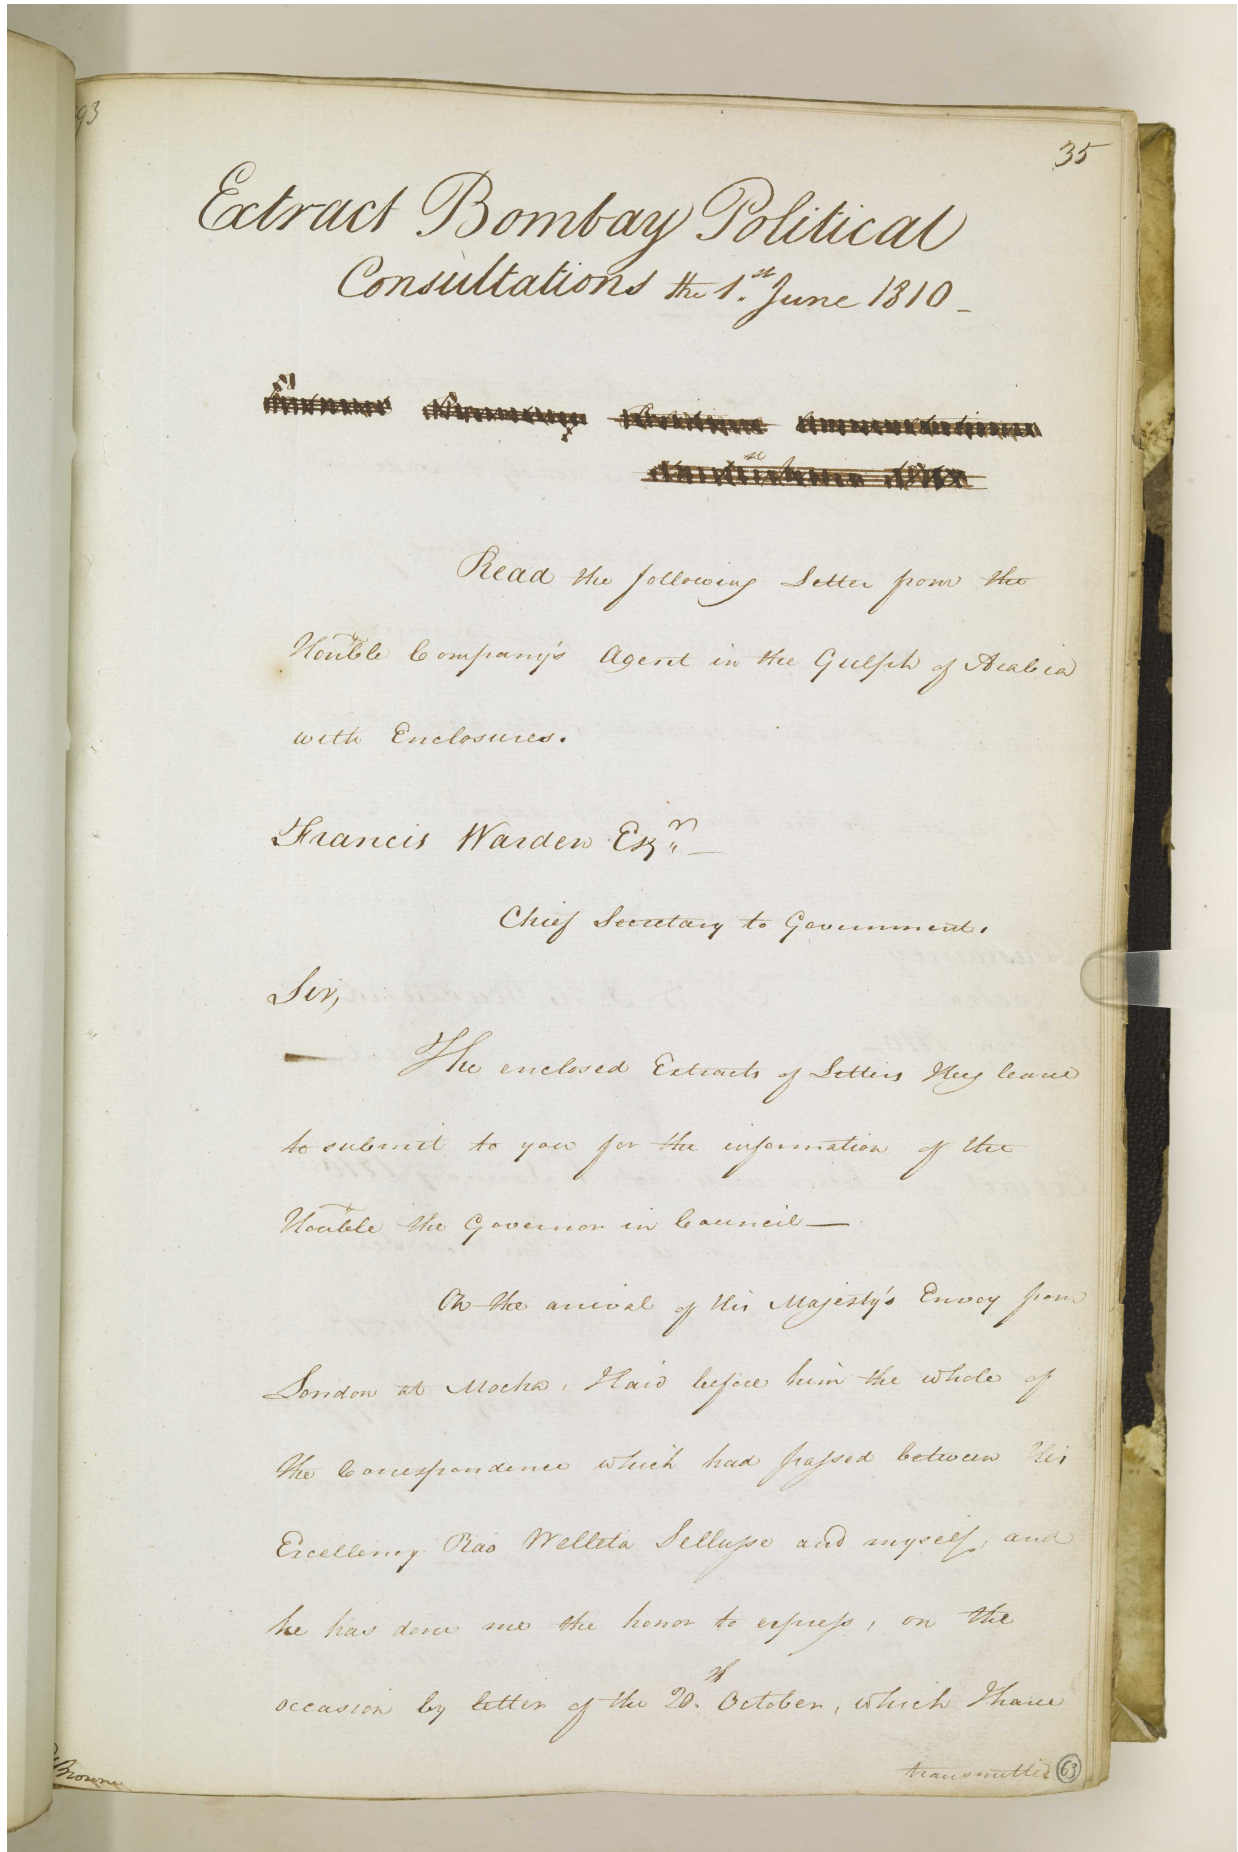 93
35
Extract Bombay Political
Consultations the 1.st June 1810 _
Read the following Letter from the
Honble Company's Agent in the Gulph of Arabia
with Enclosures.
Francis Warden Esqr. _
Chief Secretary to Government.
Sir,
The enclosed Extracts of Letters I beg leave
to submit to you for the information of the
Honble the Governor in Council —
On the arrival of His Majesty's Envoy from
London at Mocha, I laid before him the whole of
the Correspondence which had passed between His
Excellency Ras Welleta Sellasse and myself, and
he has done me the honor to express, on the
occasion by letter of the 20.th October, which I have
transmitted
63
Browne